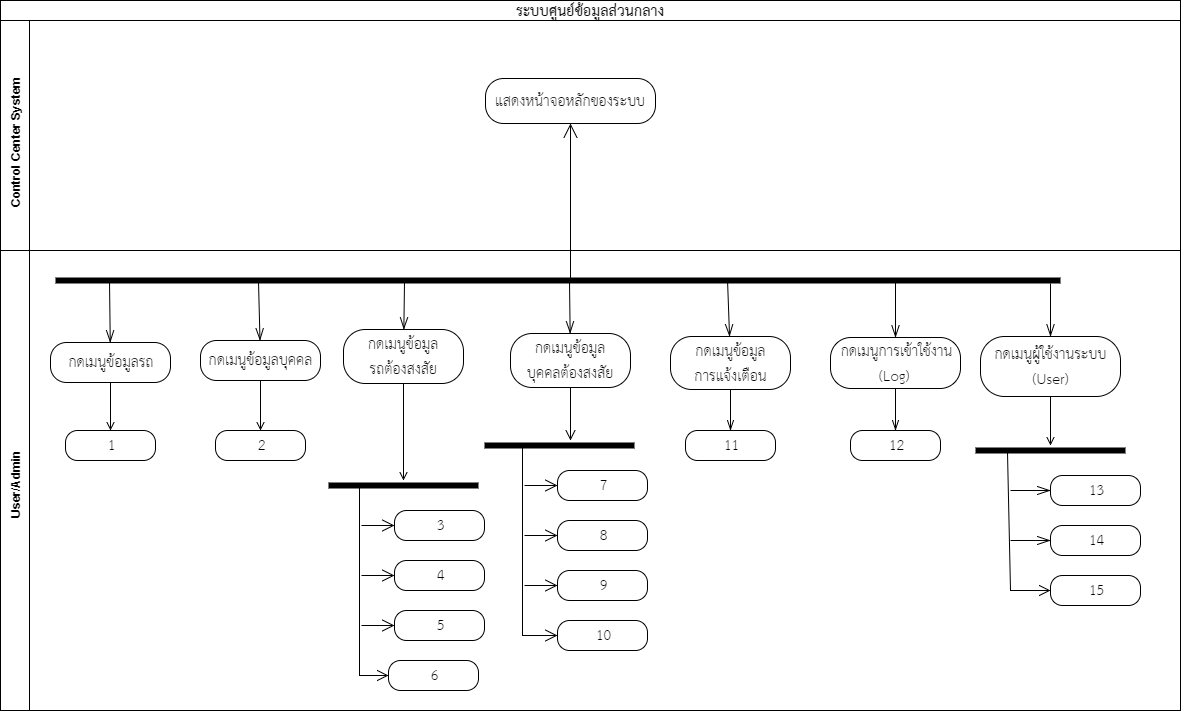 ระบบศูนย์ข้อมูลส่วนกลาง
Control Center System
แสดงหน้าจอหลักของระบบ
User/Admin
กดเมนูข้อมูลรถ
กดเมนูข้อมูลบุคคล
กดเมนูข้อมูล
รถต้องสงสัย
กดเมนูข้อมูล
บุคคลต้องสงสัย
กดเมนูข้อมูล
การแจ้งเตือน
กดเมนูการเข้าใช้งาน
(Log)
กดเมนูผู้ใช้งานระบบ
(User)
1
2
3
4
5
6
7
8
9
10
11
12
13
14
15